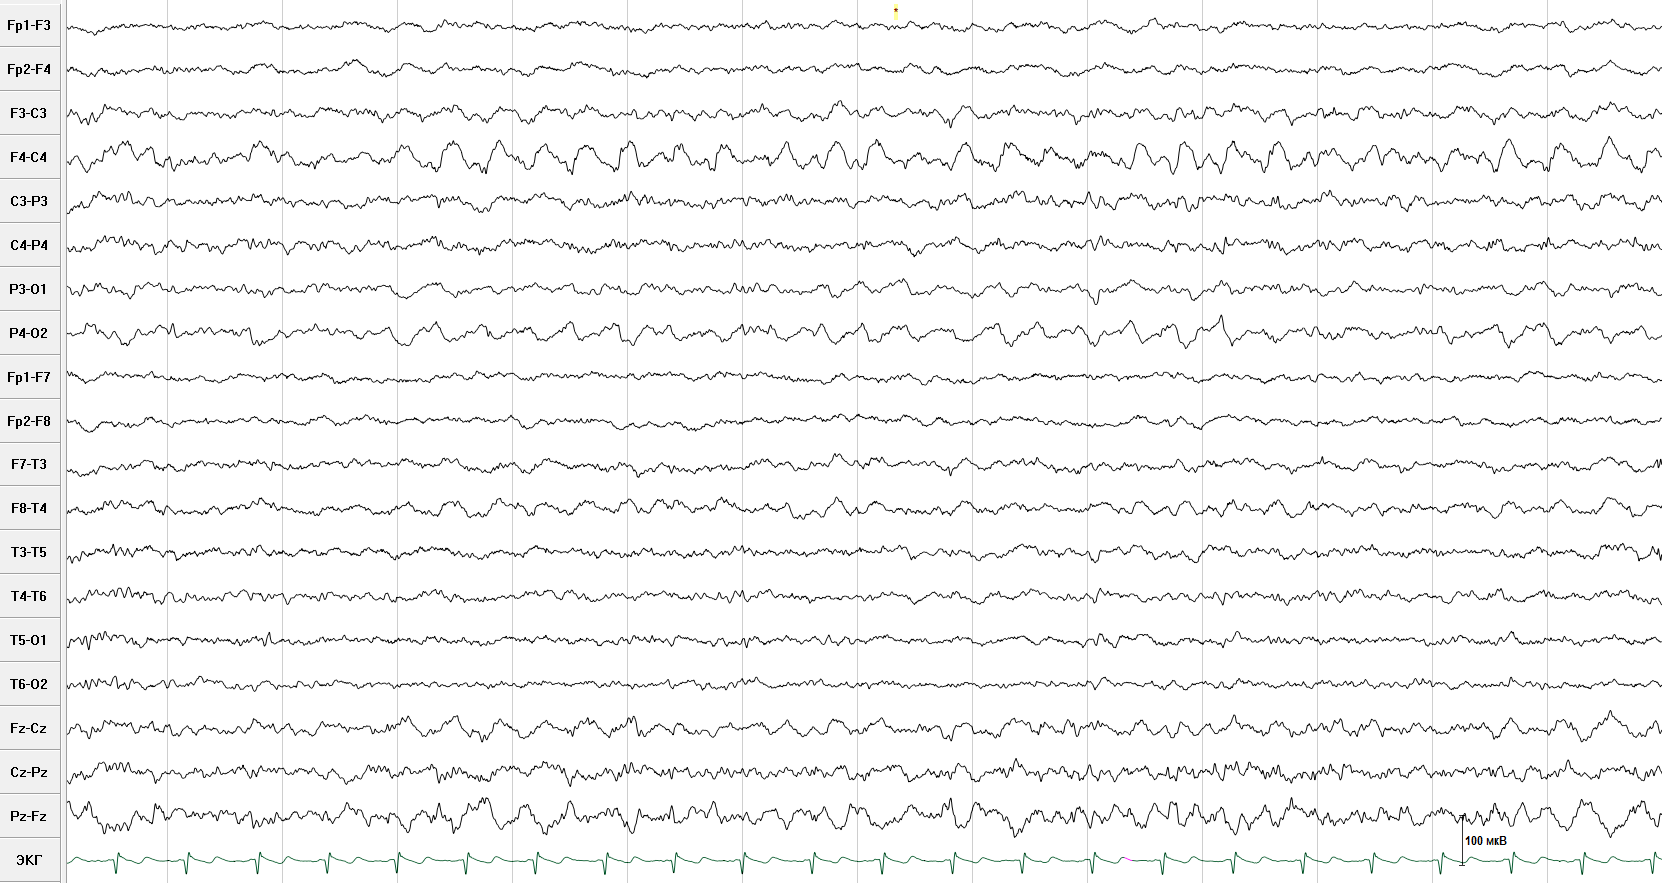 *
Fp1-F3
Fp2-F4
F3-C3
F4-C4
C3-P3
C4-P4
P3-O1
P4-O2
Fp1-F7
Fp2-F8
F7-T3
F8-T4
T3-T5
T4-T6
T5-O1
T6-O2
Fz-Cz
Cz-Pz
Pz-Fz
100 мкВ
ЭКГ